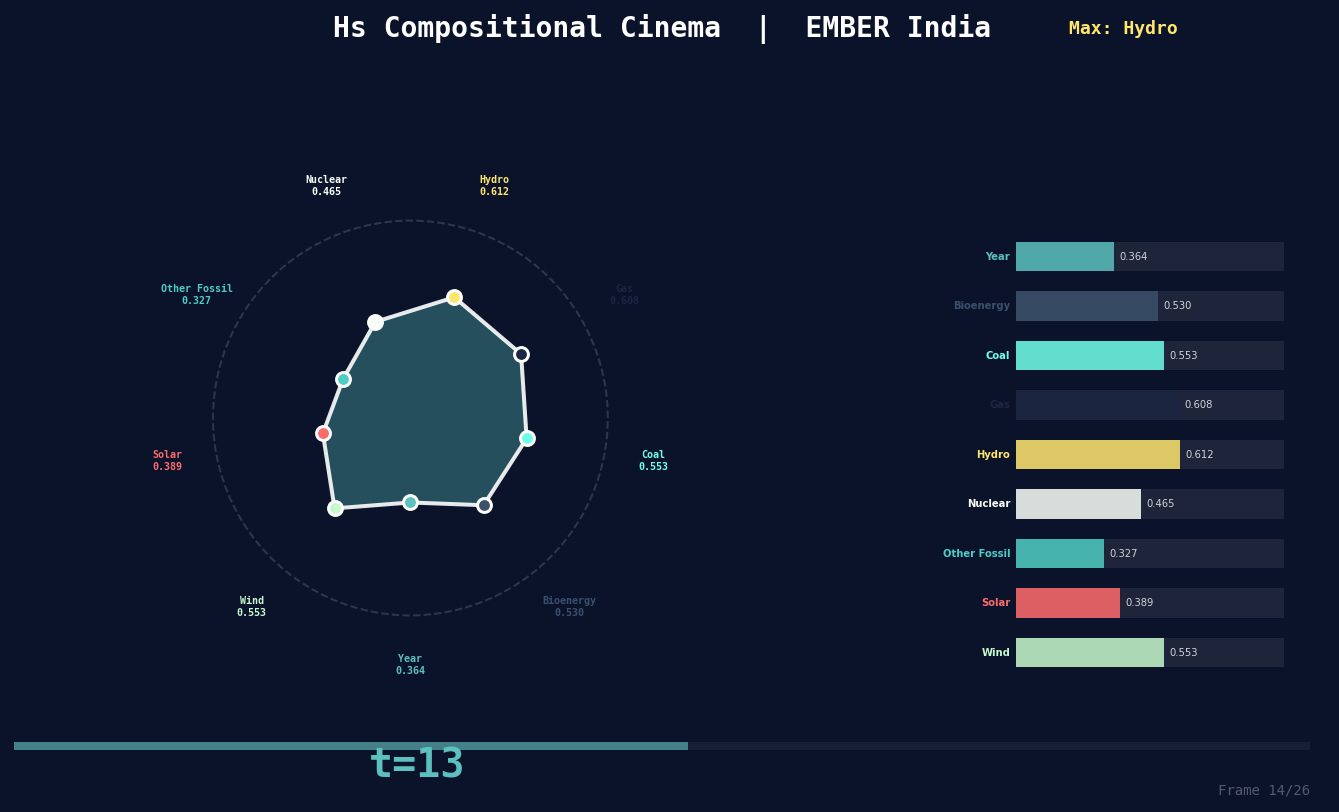 Hs Compositional Cinema | EMBER India
Max: Hydro
Nuclear
0.465
Hydro
0.612
Other Fossil
0.327
Gas
0.608
Solar
0.389
Coal
0.553
Wind
0.553
Bioenergy
0.530
Year
0.364
Year 0.364
Bioenergy 0.530
Coal 0.553
Gas 0.608
Hydro 0.612
Nuclear 0.465
Other Fossil 0.327
Solar 0.389
Wind 0.553
t=13
Frame 14/26